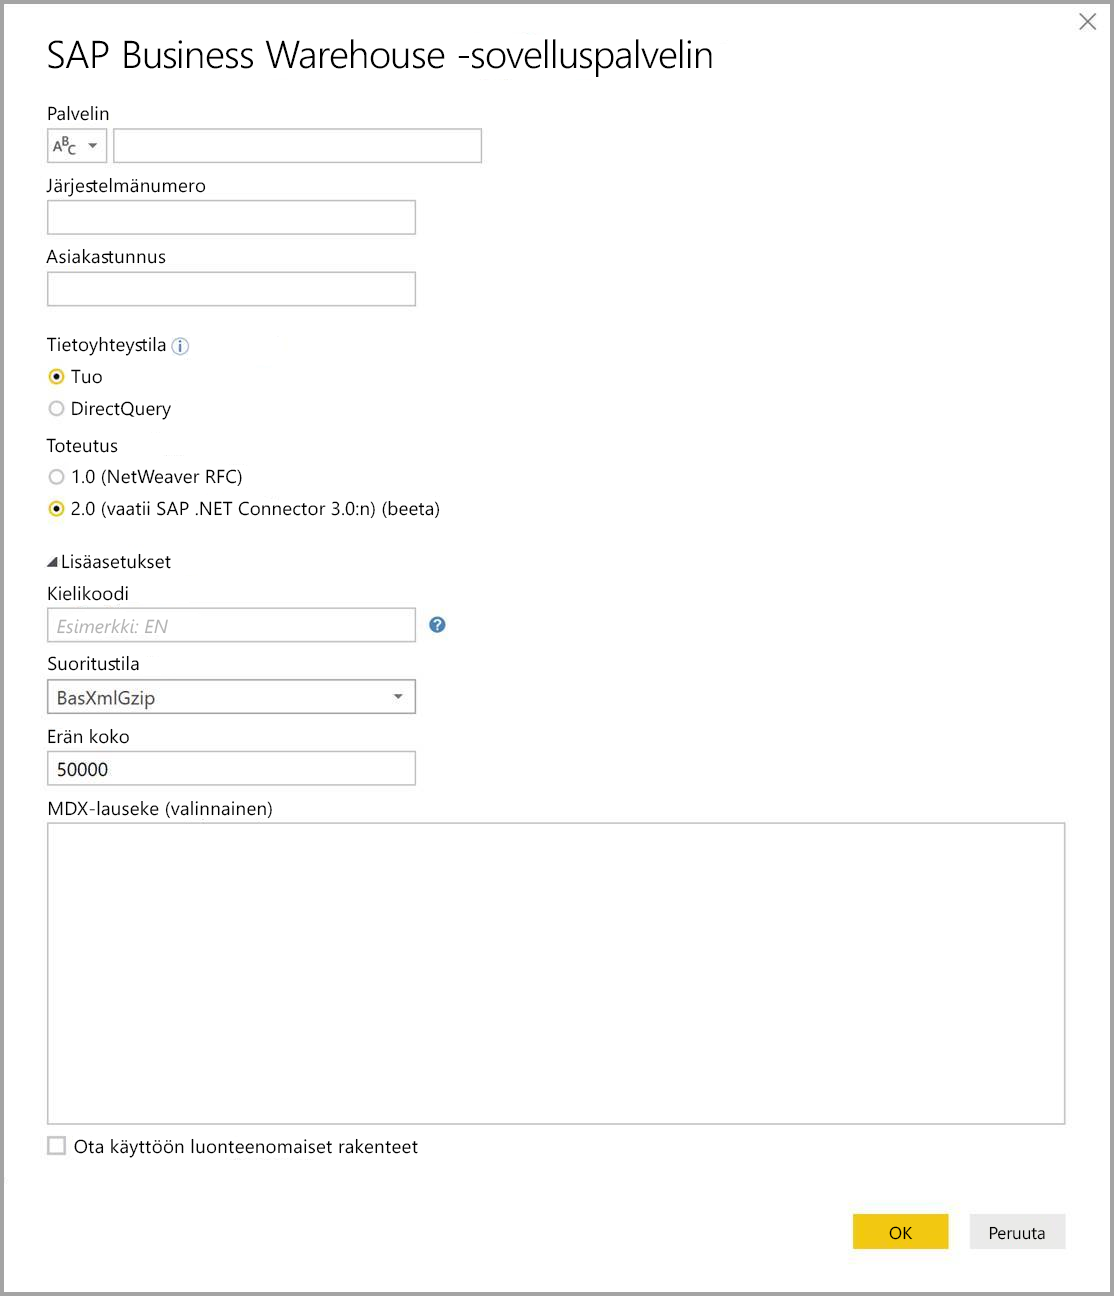 SAP Business Warehouse -sovelluspalvelin
Palvelin
ABC
Järjestelmänumero
Asiakastunnus
Tietoyhteystila
Tuo
DirectQuery
Toteutus
1.0 (NetWeaver RFC)
2.0 (vaatii SAP .NET Connector 3.0:n) (beeta)
Lisäasetukset
Kielikoodi
Esimerkki: EN
Suoritustila
BasXmlGzip
Erän koko
50000
MDX-lauseke (valinnainen)
Ota käyttöön luonteenomaiset rakenteet
OK Peruuta